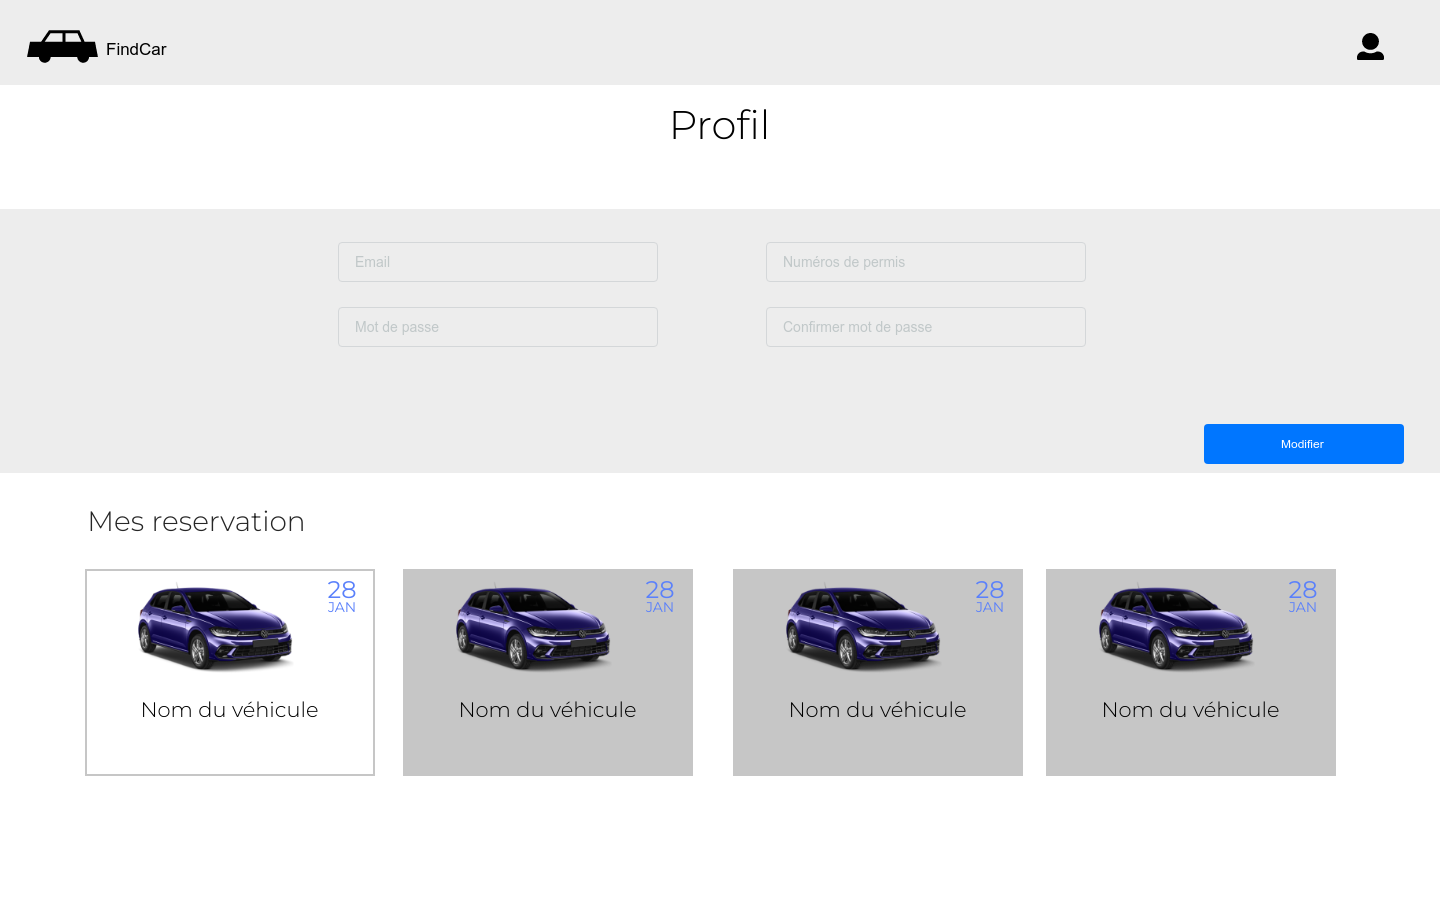 FindCar
Profil
Email
Numéros de permis
Mot de passe
Confirmer mot de passe
Modifier
Mes reservation
28
JAN
Nom du véhicule
28
JAN
Nom du véhicule
28
JAN
Nom du véhicule
28
JAN
Nom du véhicule